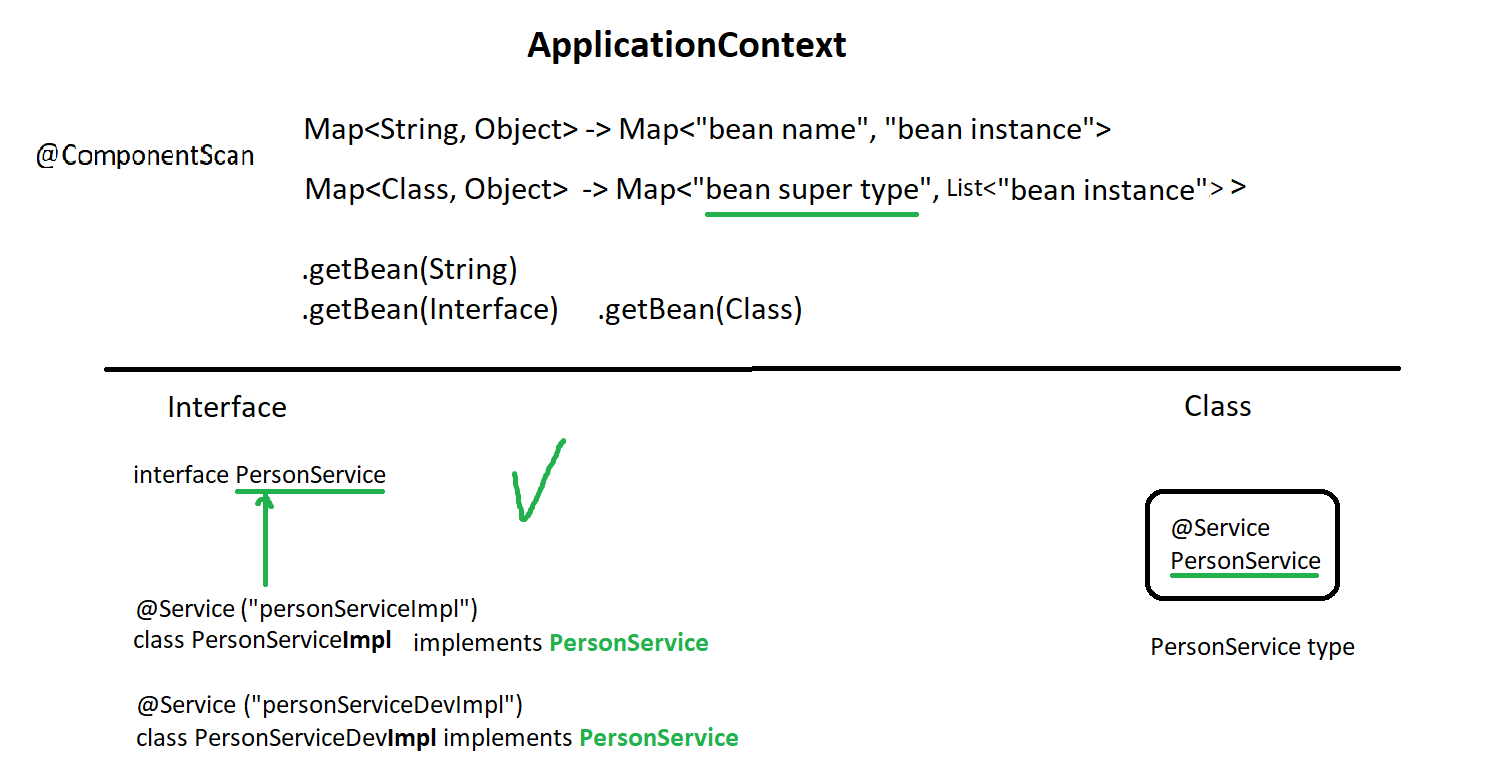 ApplicationContext
@ComponentScan
Map<String, Object> -> Map<"bean name", "bean instance">
Map<Class, Object> -> Map<"bean super type", List<"bean instance"> >
.getBean(String)
.getBean(Interface) .getBean(Class)
Interface
Class
interface PersonService
@Service ("personServiceImpl")
class PersonServiceImpl implements PersonService
@Service ("personServiceDevImpl")
class PersonServiceDevImpl implements PersonService
@Service
PersonService
PersonService type